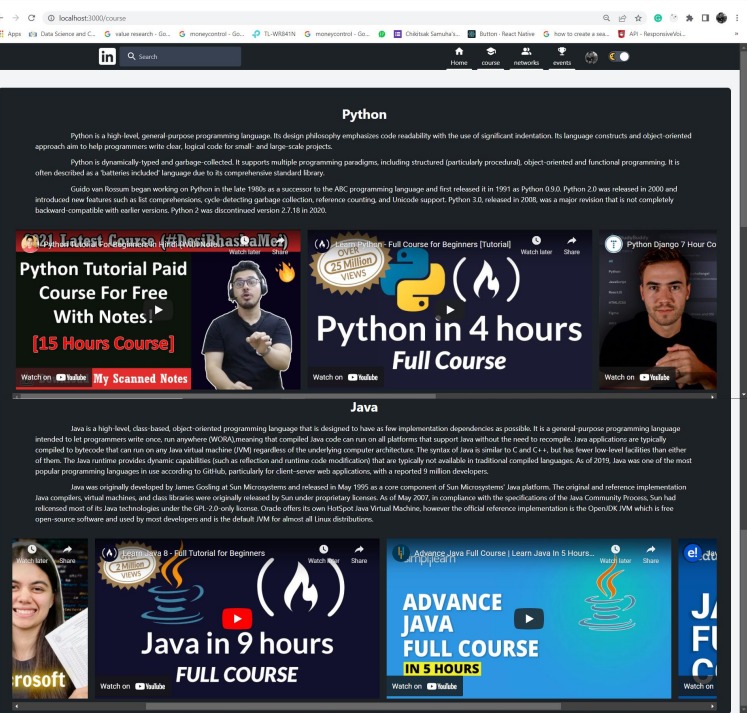 localhost:3000/course
Apps
Data Science and C...
value research - Go...
moneycontrol - Go...
TL-WR841N
moneycontrol - Go...
Chikitsak Samuha's...
Button · React Native
how to create a sea...
API - ResponsiveVoi...
in
Search
Home
course
networks
events
Python
Python is a high-level, general-purpose programming language. Its design philosophy emphasizes code readability with the use of significant indentation. Its language constructs and object-oriented
approach aim to help programmers write clear, logical code for small- and large-scale projects.
Python is dynamically-typed and garbage-collected. It supports multiple programming paradigms, including structured (particularly procedural), object-oriented and functional programming. It is
often described as a 'batteries included' language due to its comprehensive standard library.
Guido van Rossum began working on Python in the late 1980s as a successor to the ABC programming language and first released it in 1991 as Python 0.9.0. Python 2.0 was released in 2000 and
introduced new features such as list comprehensions, cycle-detecting garbage collection, reference counting, and Unicode support. Python 3.0, released in 2008, was a major revision that is not completely
backward-compatible with earlier versions. Python 2 was discontinued with version 2.7.18 in 2020.
21 Latest Course (#DesiBhasKaMej)
Python Tutorial For Beginners In Hindi With Notes
Watch later
Share
Python Tutorial Paid
Course For Free
With Notes!
[15 Hours Course]
Watch on YouTube
My Scanned Notes
Learn Python - Full Course for Beginners [Tutorial]
Watch later
Share
OVER
25 Million
VIEWS
Python in 4 hours
Full Course
Watch on YouTube
Python Django 7 Hour Co
Watch on YouTube
Java
Java is a high-level, class-based, object-oriented programming language that is designed to have as few implementation dependencies as possible. It is a general-purpose programming language
intended to let programmers write once, run anywhere (WORA),meaning that compiled Java code can run on all platforms that support Java without the need to recompile. Java applications are typically
compiled to bytecode that can run on any Java virtual machine (JVM) regardless of the underlying computer architecture. The syntax of Java is similar to C and C++, but has fewer low-level facilities than either
of them. The Java runtime provides dynamic capabilities (such as reflection and runtime code modification) that are typically not available in traditional compiled languages. As of 2019, Java was one of the most
popular programming languages in use according to GitHub, particularly for client–server web applications, with a reported 9 million developers.
Java was originally developed by James Gosling at Sun Microsystems and released in May 1995 as a core component of Sun Microsystems' Java platform. The original and reference implementation
Java compilers, virtual machines, and class libraries were originally released by Sun under proprietary licenses. As of May 2007, in compliance with the specifications of the Java Community Process, Sun had
relicensed most of its Java technologies under the GPL-2.0-only license. Oracle offers its own HotSpot Java Virtual Machine, however the official reference implementation is the OpenJDK JVM which is free
open-source software and used by most developers and is the default JVM for almost all Linux distributions.
Watch later
Share
rosoft
Learn Java 8 - Full Tutorial for Beginners
Watch later
Share
2 Million
VIEWS
Java in 9 hours
FULL COURSE
Watch on YouTube
Advance Java Full Course | Learn Java In 5 Hours...
Watch later
Share
simplilearn
ADVANCE
JAVA
FULL COURSE
IN 5 HOURS
Watch on YouTube
e!
Watch on